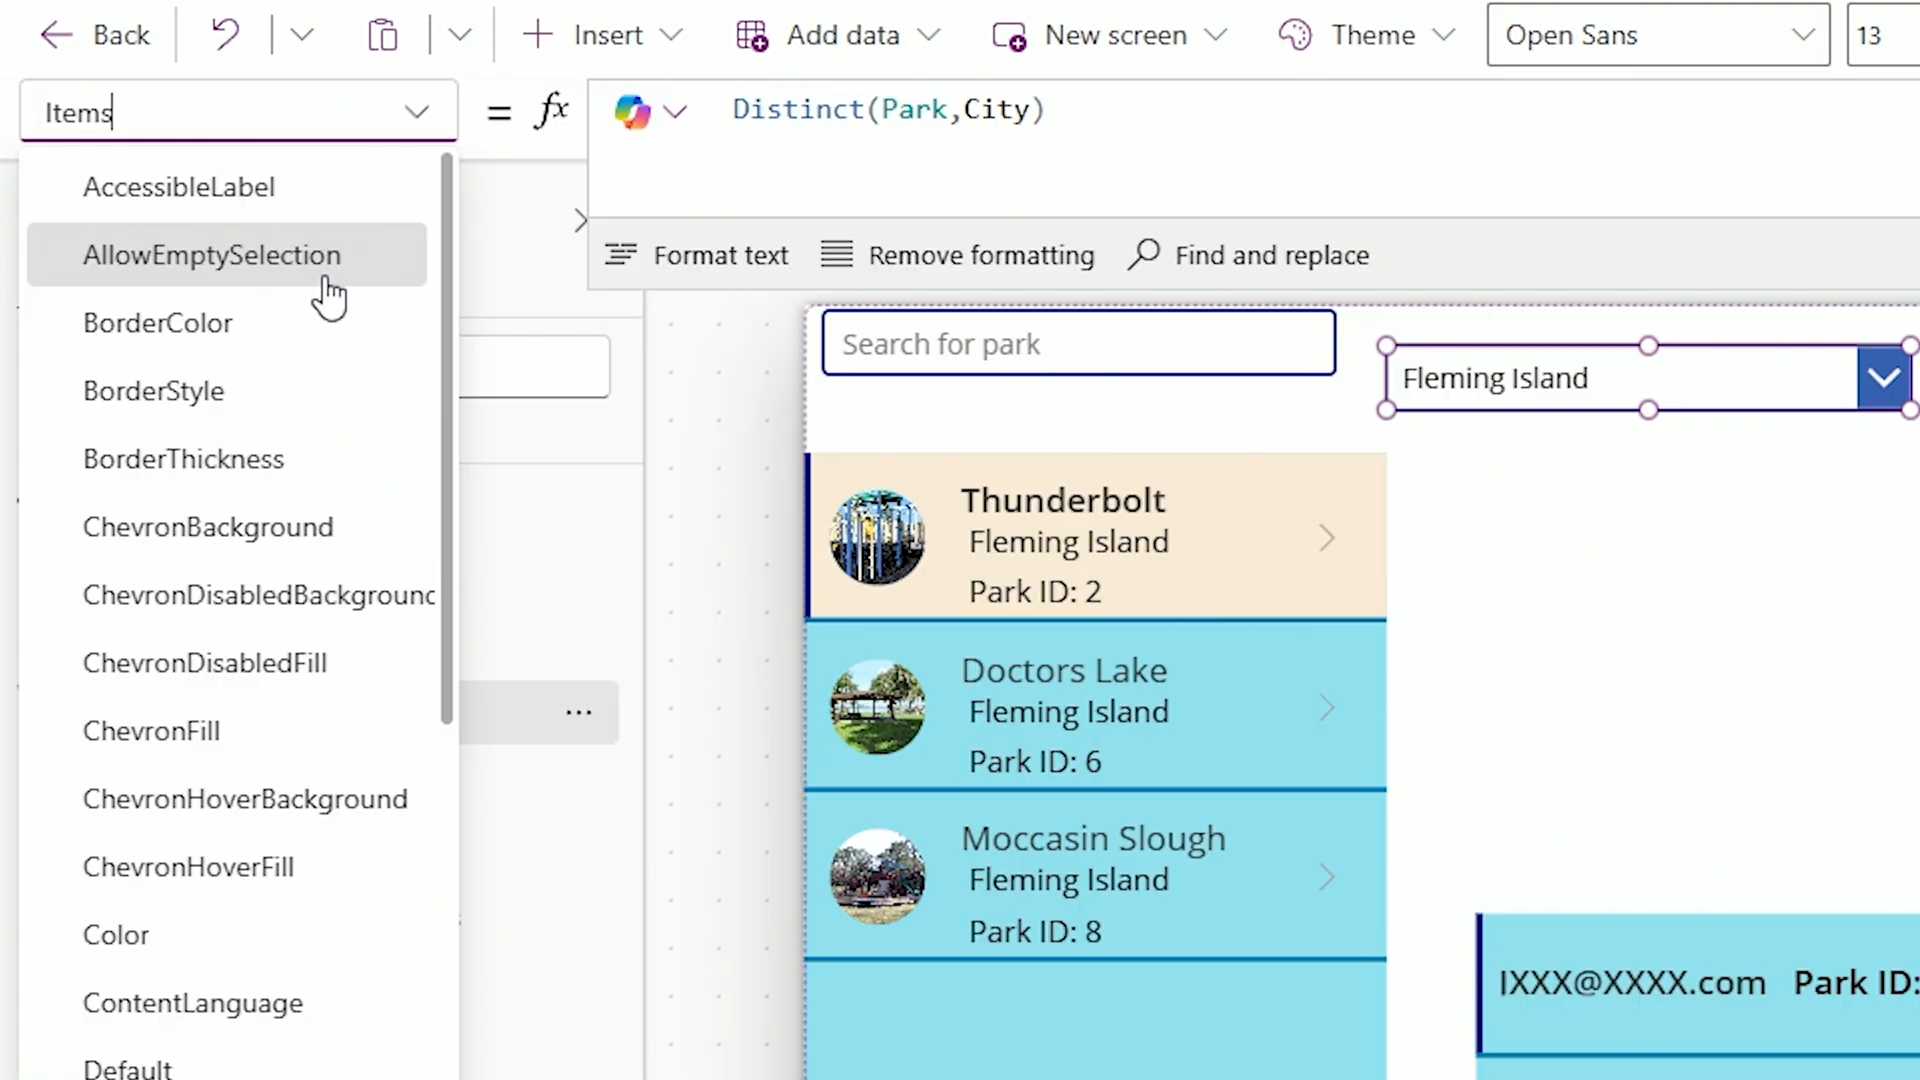 Back
Insert
Add data
New screen
Theme
Open Sans
13
Items
= fx
Distinct(Park,City)
Format text
Remove formatting
Find and replace
AccessibleLabel
AllowEmptySelection
BorderColor
BorderStyle
BorderThickness
ChevronBackground
ChevronDisabledBackground
ChevronDisabledFill
ChevronFill
ChevronHoverBackground
ChevronHoverFill
Color
ContentLanguage
Default
...
Search for park
Fleming Island
Thunderbolt
Fleming Island
Park ID: 2
Doctors Lake
Fleming Island
Park ID: 6
Moccasin Slough
Fleming Island
Park ID: 8
IXXX@XXXX.com Park ID: